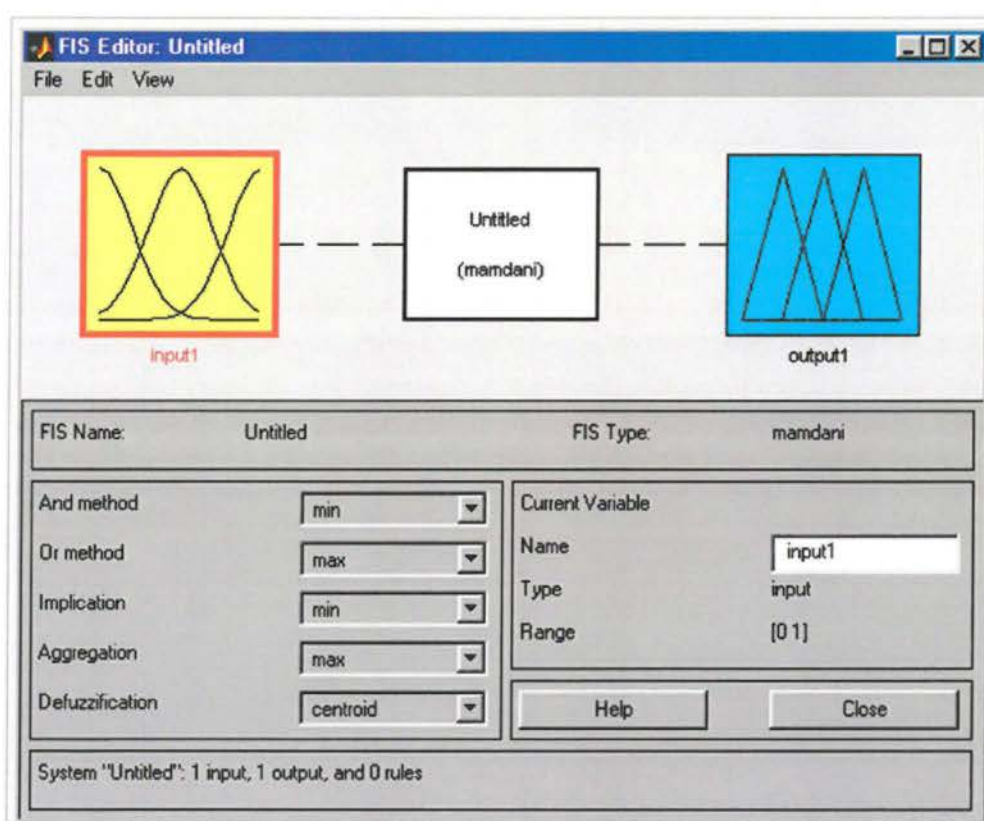 FIS Editor: Untitled
File Edit View
Untitled
(mamdani)
input1
output1
FIS Name: Untitled FIS Type: mamdani
And method min
Or method max
Implication min
Aggregation max
Defuzzification centroid
Current Variable
Name input1
Type input
Range [0 1]
Help Close
System "Untitled": 1 input, 1 output, and 0 rules